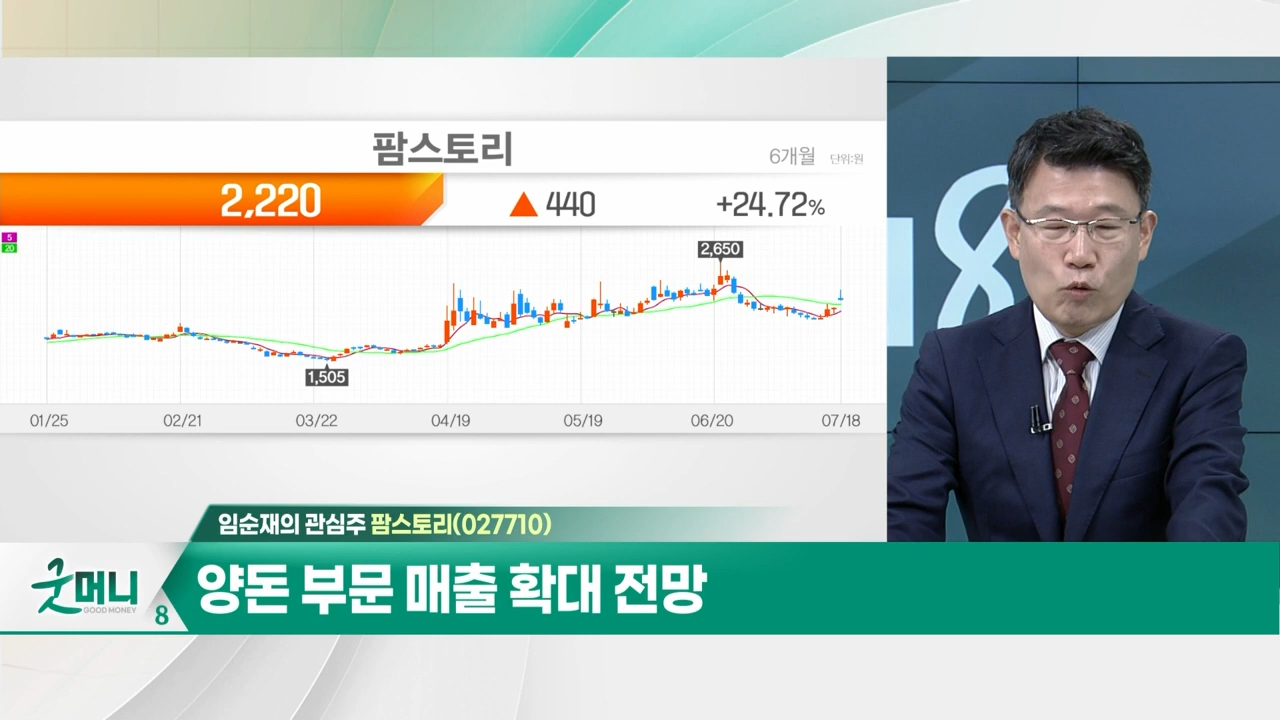 팜스토리
6개월 단위:원
2,220 ▲ 440 +24.72%
5
20
2,650
1,505
01/25 02/21 03/22 04/19 05/19 06/20 07/18
8
임순재의 관심주 팜스토리(027710)
굿머니
GOOD MONEY
8
양돈 부문 매출 확대 전망